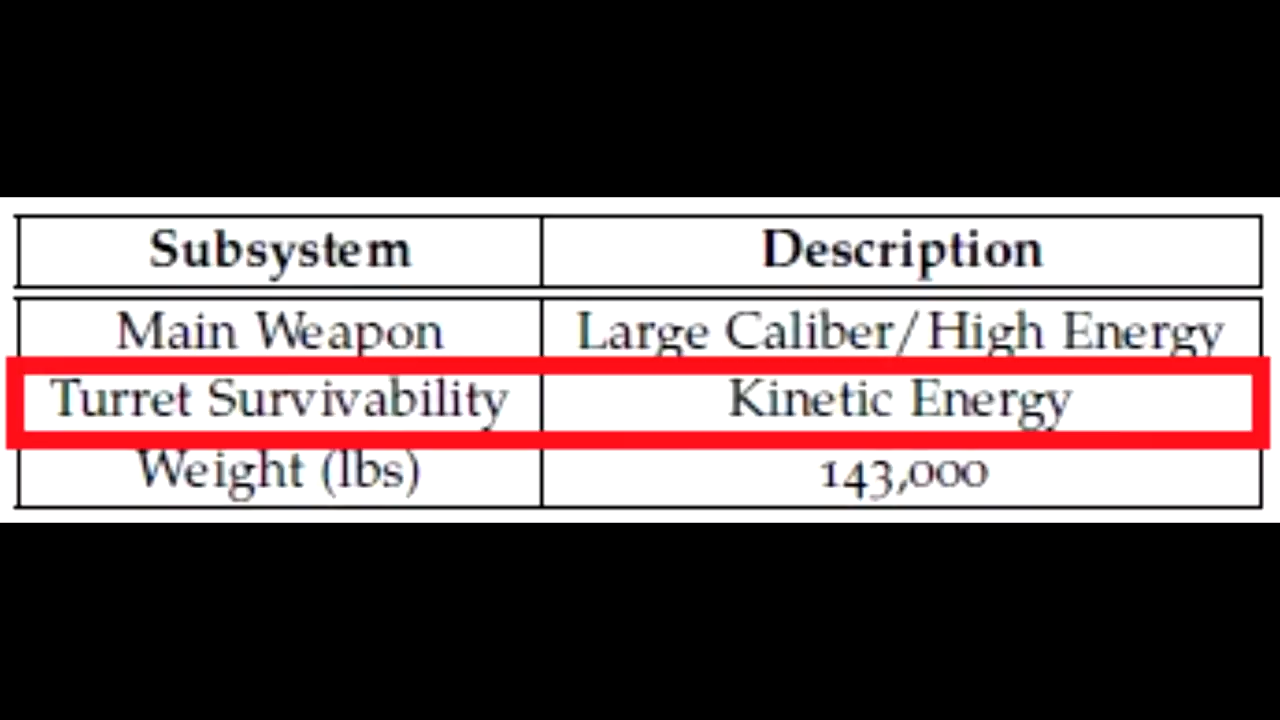 Subsystem Description
Main Weapon Large Caliber/High Energy
Turret Survivability Kinetic Energy
Weight (lbs) 143,000